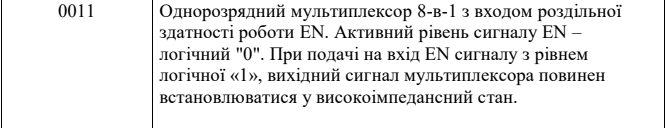 0011 Однорозрядний мультиплексор 8-в-1 з входом роздільної
здатності роботи EN. Активний рівень сигналу EN –
логічний "0". При подачі на вхід EN сигналу з рівнем
логічної «1», вихідний сигнал мультиплексора повинен
встановлюватися у високоімпедансний стан.